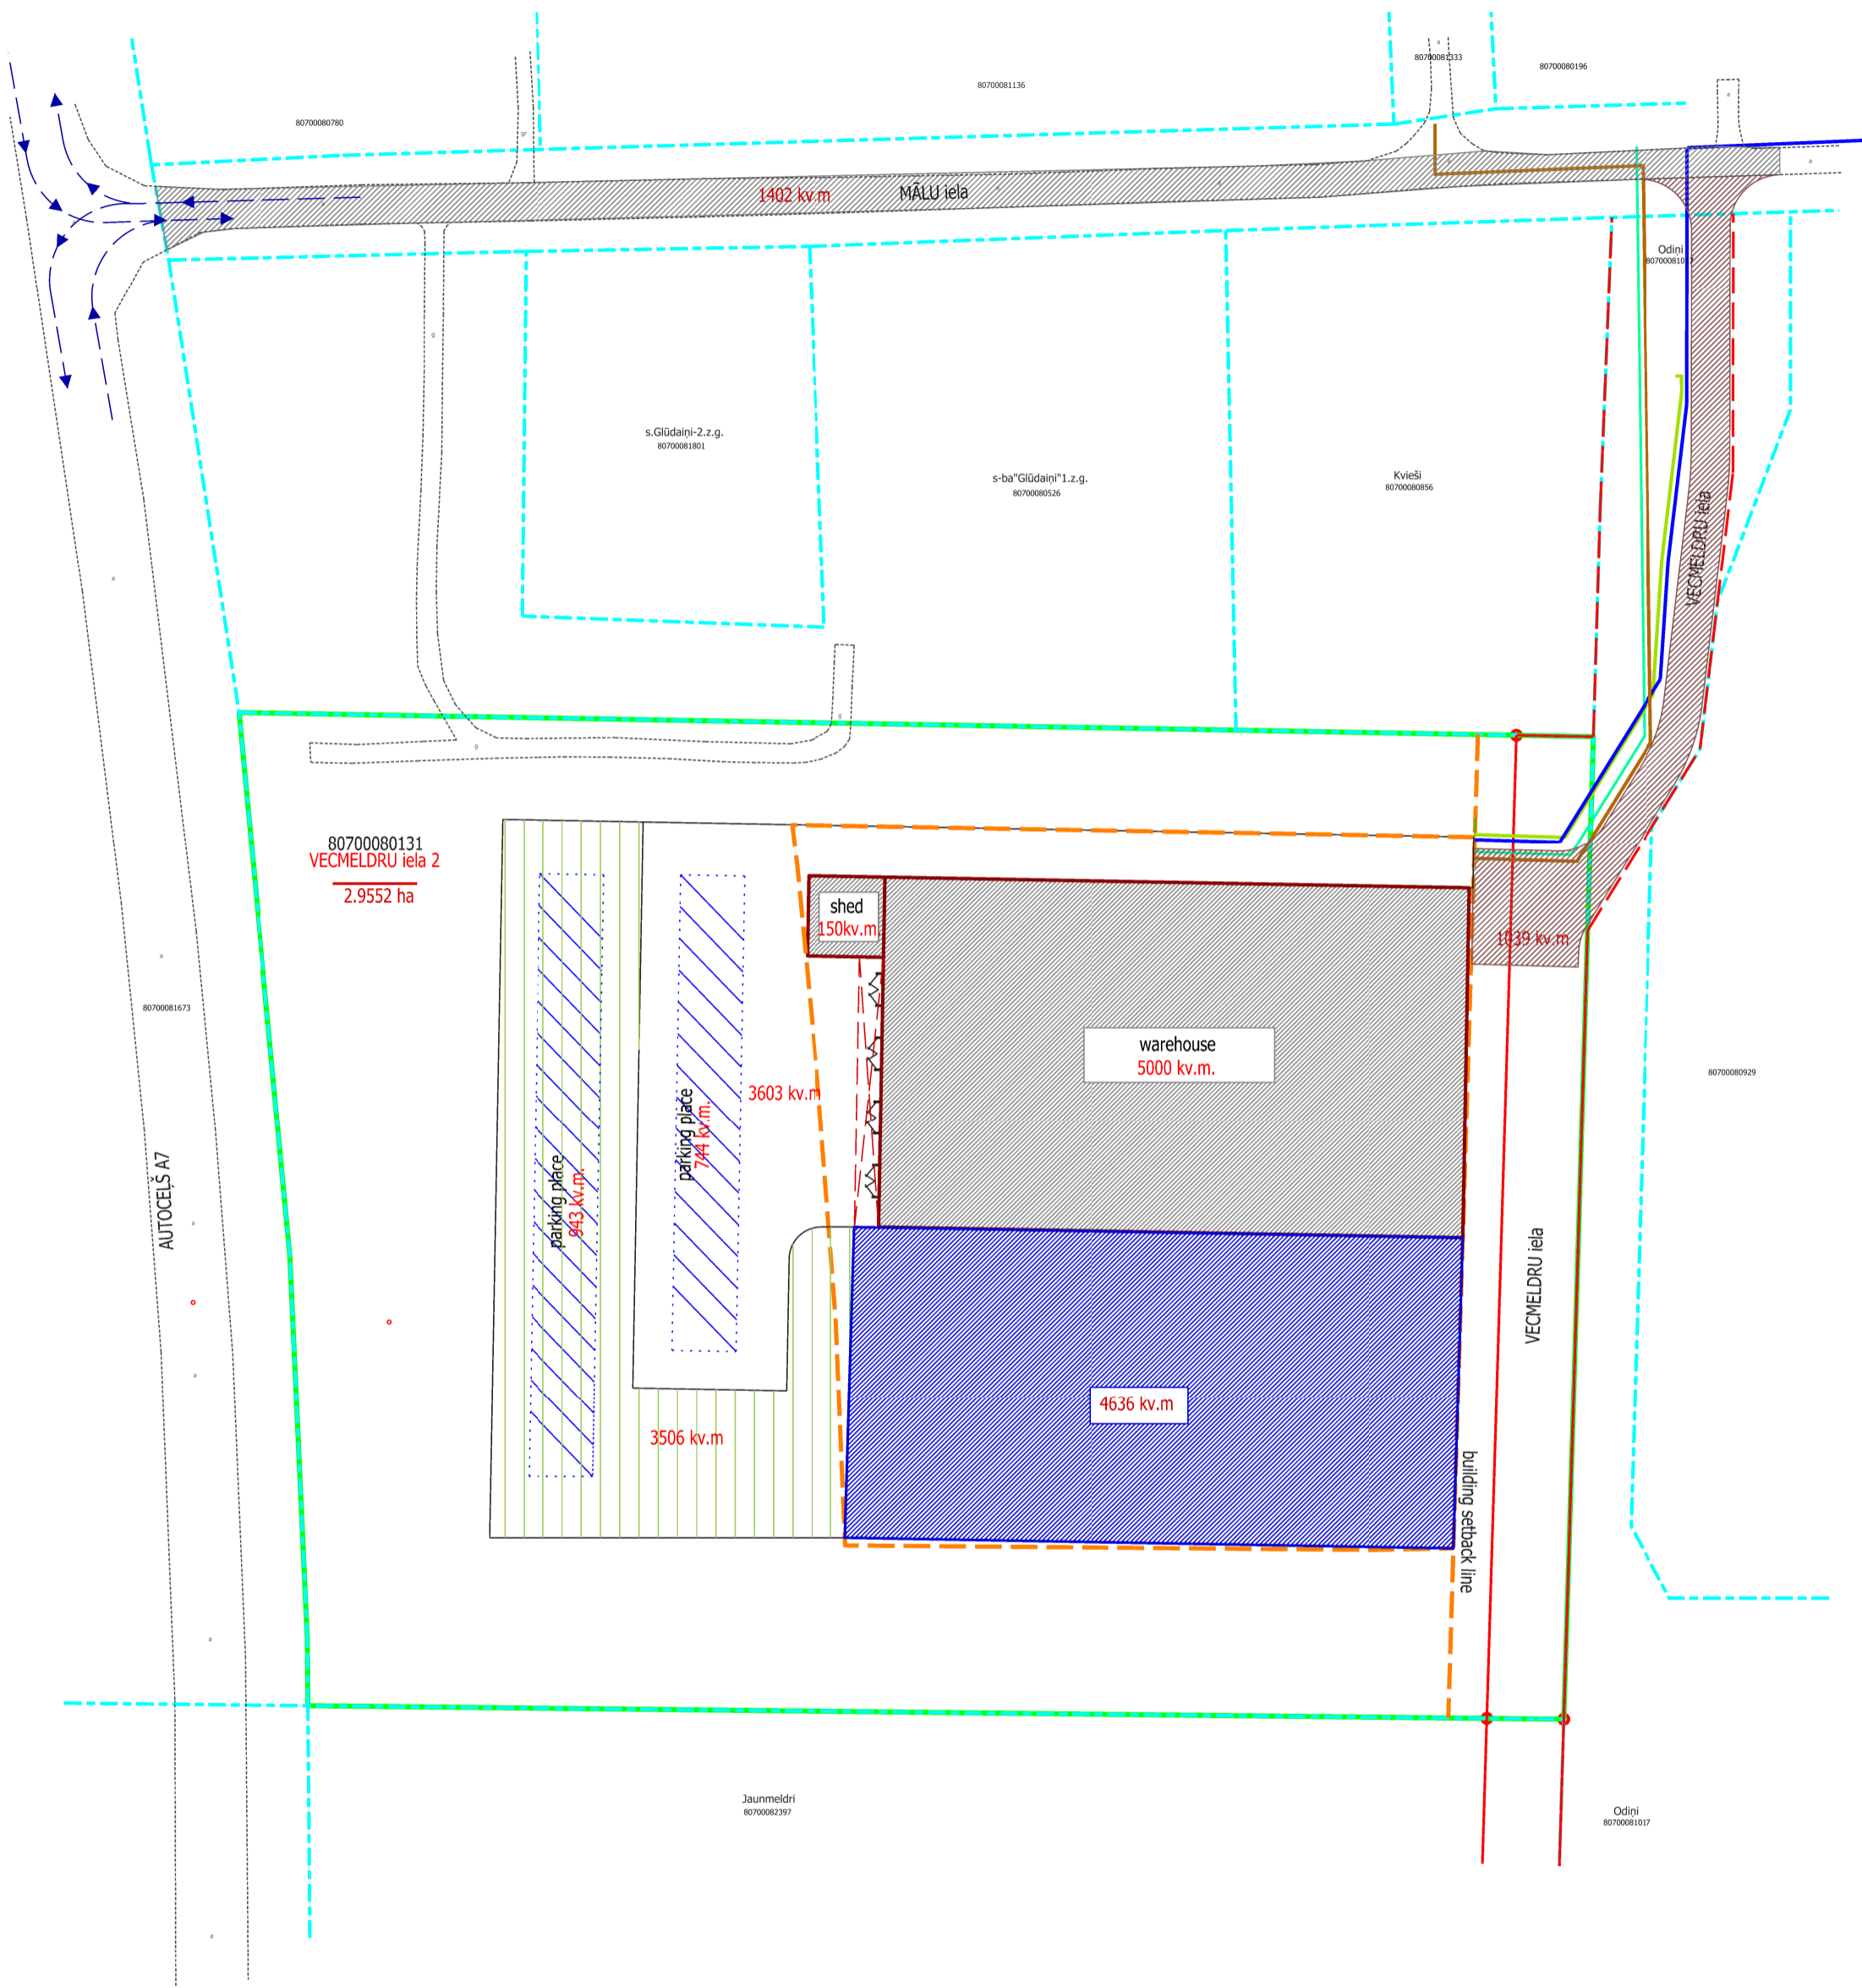 80700081333
80700080196
80700081136
80700080780
gr
1402 kv.m
MĀLU iela
Odiņi
s.Glūdaiņi-2.z.g.
80700081801
s-ba"Glūdaiņi"1.z.g.
80700080526
Kvieši
80700080856
VECMELDRU iela
80700080131
VECMELDRU iela 2
2.9552 ha
shed
150kv.m.
1039 kv.m
80700081673
warehouse
5000 kv.m.
80700080929
3603 kv.m
parking place
744 kv.m.
parking place
943 kv.m.
AUTOCEĻŠ A7
VECMELDRU iela
4636 kv.m
3506 kv.m
building setback line
Jaunmeldri
80700082397
Odiņi
80700081017